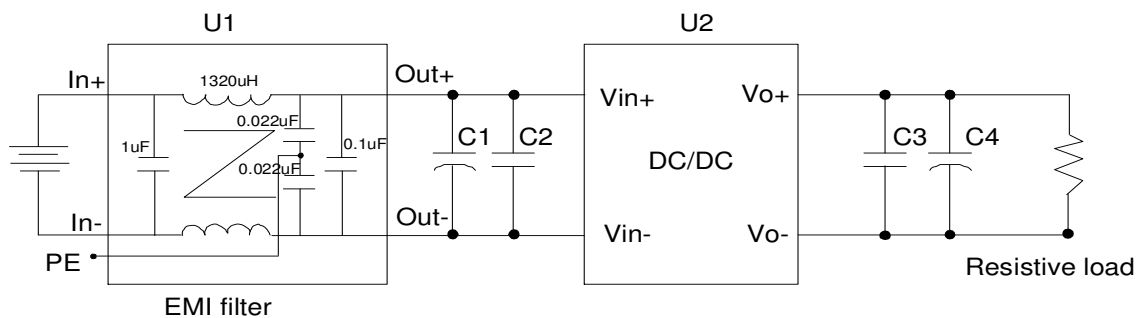 U1
U2
In+
1320uH
Out+
Vin+
Vo+
0.022uF
1uF
0.1uF
C1
C2
DC/DC
C3
C4
0.022uF
In-
Out-
Vin-
Vo-
PE
Resistive load
EMI filter